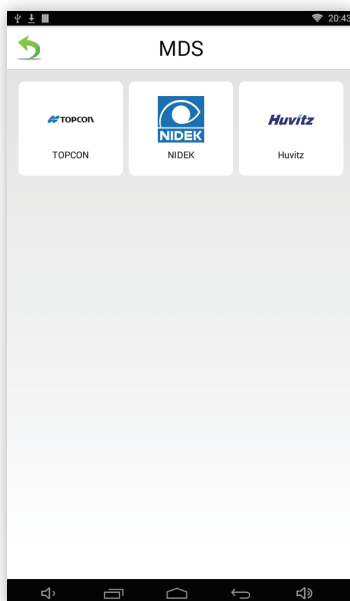 20:43
MDS
TOPCON
NIDEK
Huvitz
TOPCON
NIDEK
Huvitz